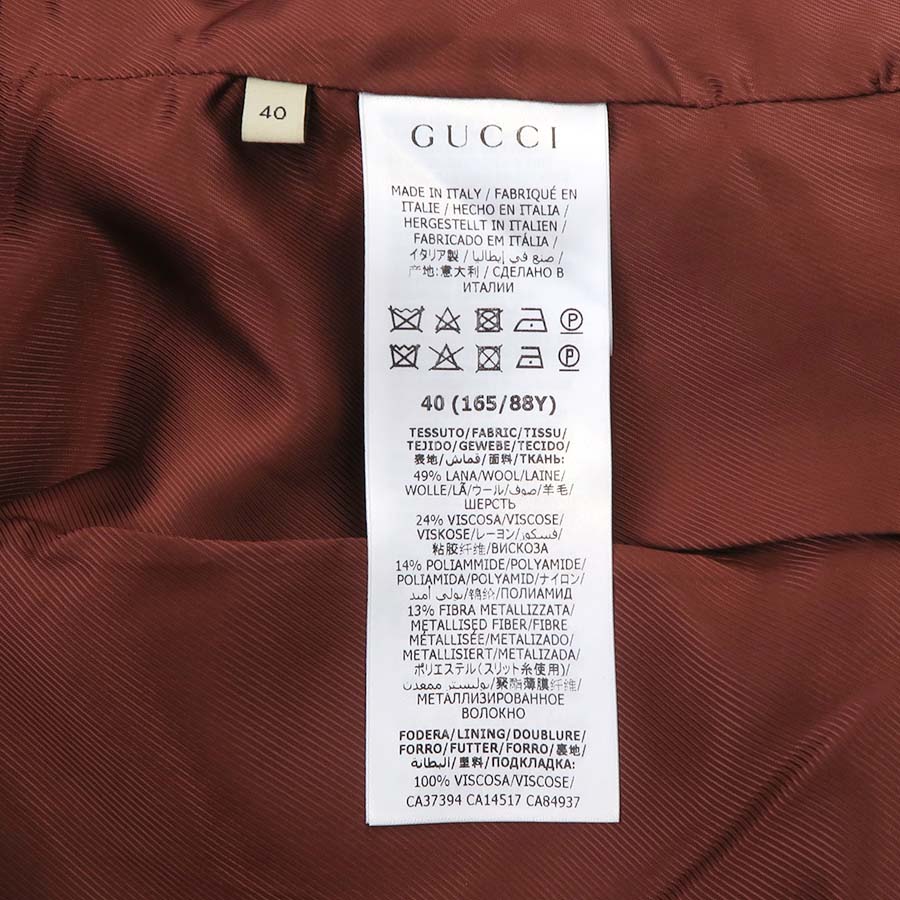 40
GUCCI
MADE IN ITALY / FABRIQUÉ EN
ITALIE / HECHO EN ITALIA /
HERGESTELLT IN ITALIEN /
FABRICADO EM ITÁLIA /
イタリア製 / صنع في إيطاليا /
产地:意大利 / СДЕЛАНО В
ИТАЛИИ
P
P
40 (165/88Y)
TESSUTO/FABRIC/TISSU/
TEJIDO/GEWEBE/TECIDO/
表地/قماش/面料/ТКАНЬ:
49% LANA/WOOL/LAINE/
WOLLE/LÃ/ウール/صوف/羊毛/
ШЕРСТЬ
24% VISCOSA/VISCOSE/
VISKOSE/レーヨン/فسكوز/
粘胶纤维/ВИСКОЗА
14% POLIAMMIDE/POLYAMIDE/
POLIAMIDA/POLYAMID/ナイロン/
بولي أميد/锦纶/ПОЛИАМИД
13% FIBRA METALLIZZATA/
METALLISED FIBER/FIBRE
MÉTALLISÉE/METALIZADO/
METALLISIERT/METALIZADA/
ポリエステル(スリット糸使用)/
بوليستر ممعدن/聚酯薄膜纤维/
МЕТАЛЛИЗИРОВАННОЕ
ВОЛОКНО
FODERA/LINING/DOUBLURE/
FORRO/FUTTER/FORRO/裏地/
البطانة/里料/ПОДКЛАДКА:
100% VISCOSA/VISCOSE/
CA37394 CA14517 CA84937